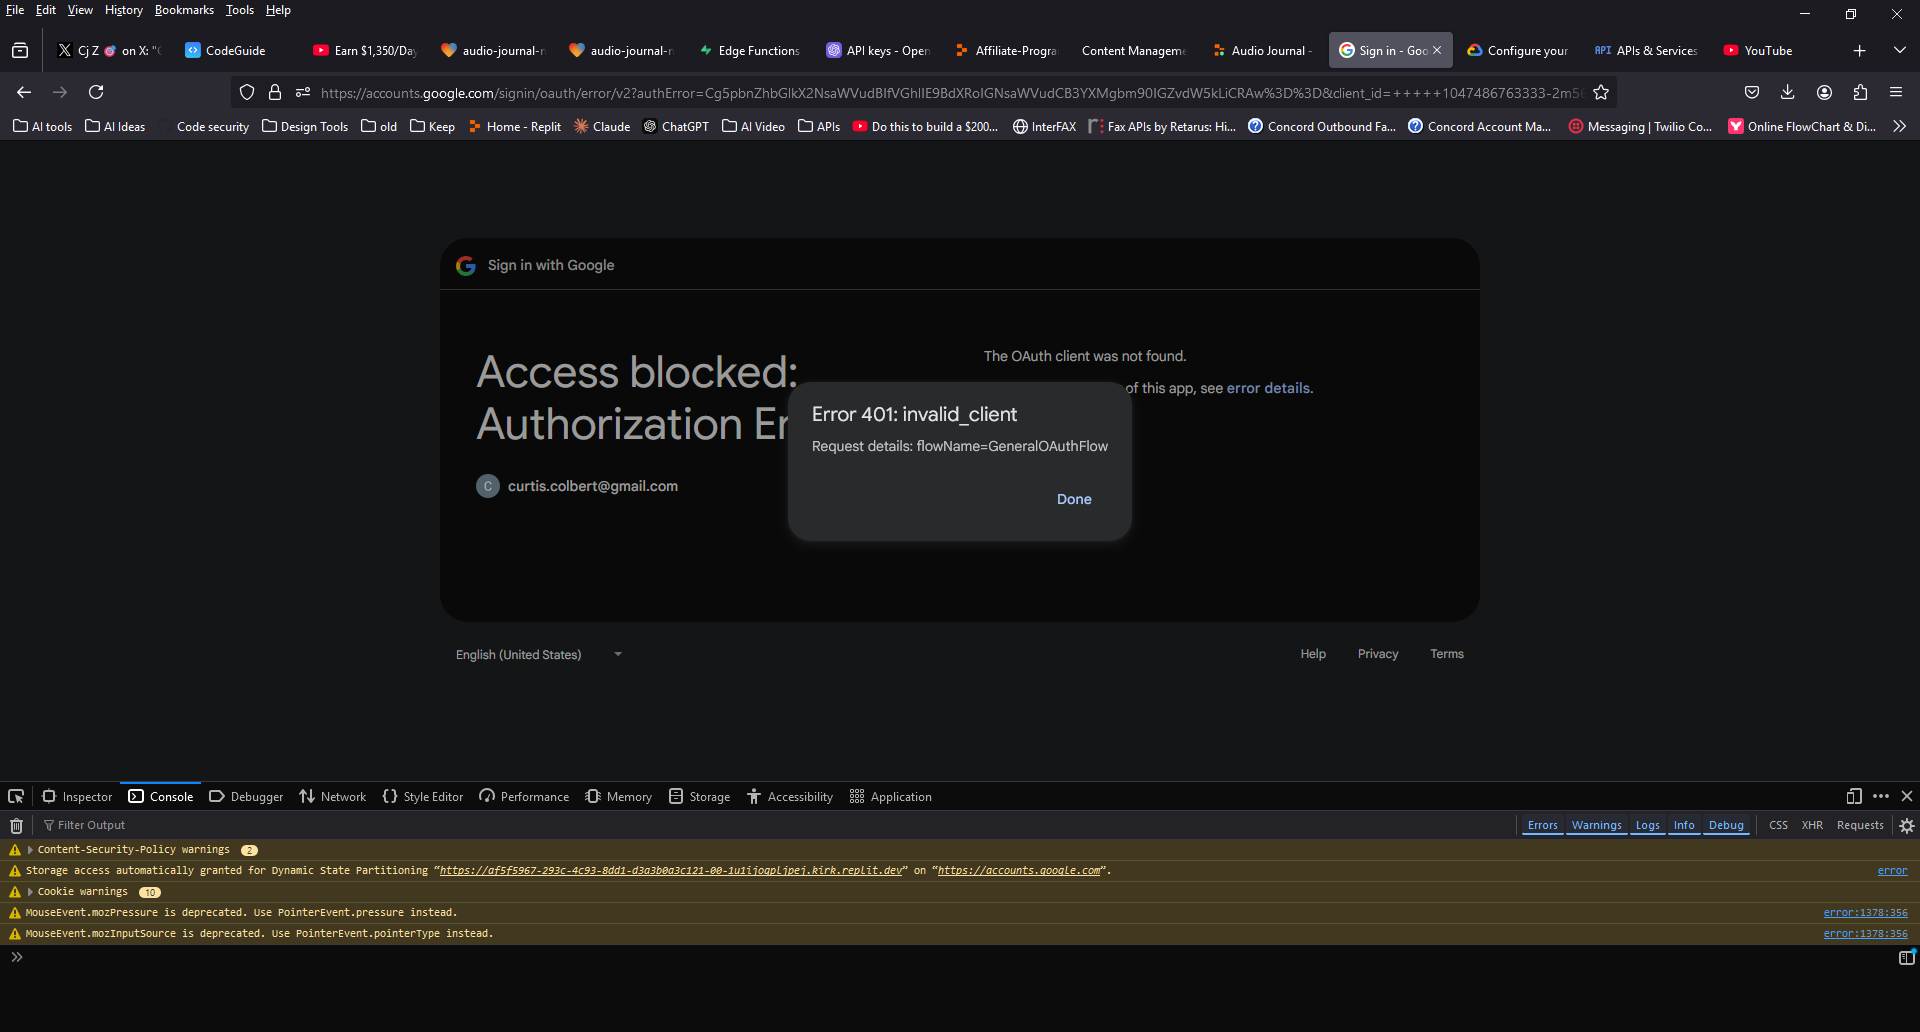 File Edit View History Bookmarks Tools Help
Cj Z 🎯 on X: "C
CodeGuide
Earn $1,350/Day
audio-journal-n
audio-journal-n
Edge Functions
API keys - Open
Affiliate-Progra
Content Manageme
Audio Journal -
Sign in - Goo
Configure your
API APIs & Services
YouTube
https://accounts.google.com/signin/oauth/error/v2?authError=
AI tools
AI Ideas
Code security
Design Tools
old
Keep
Home - Replit
Claude
ChatGPT
AI Video
APIs
Do this to build a $200...
InterFAX
Fax APIs by Retarus: Hi...
Concord Outbound Fa...
Concord Account Ma...
Messaging | Twilio Co...
Online FlowChart & Di...
Sign in with Google
Access blocked:
Authorization Er
C curtis.colbert@gmail.com
The OAuth client was not found.
of this app, see error details.
Error 401: invalid_client
Request details: flowName=GeneralOAuthFlow
Done
English (United States)
Help Privacy Terms
Inspector Console Debugger Network Style Editor Performance Memory Storage Accessibility Application
Filter Output
Errors Warnings Logs Info Debug CSS XHR Requests
Content-Security-Policy warnings 2
Storage access automatically granted for Dynamic State Partitioning “https://af5f5967-293c-4c93-8dd1-d3a3b0a3c121-00-1u1ijoqpljpej.kirk.replit.dev” on “https://accounts.google.com”. error
Cookie warnings 10
MouseEvent.mozPressure is deprecated. Use PointerEvent.pressure instead. error:1378:356
MouseEvent.mozInputSource is deprecated. Use PointerEvent.pointerType instead. error:1378:356